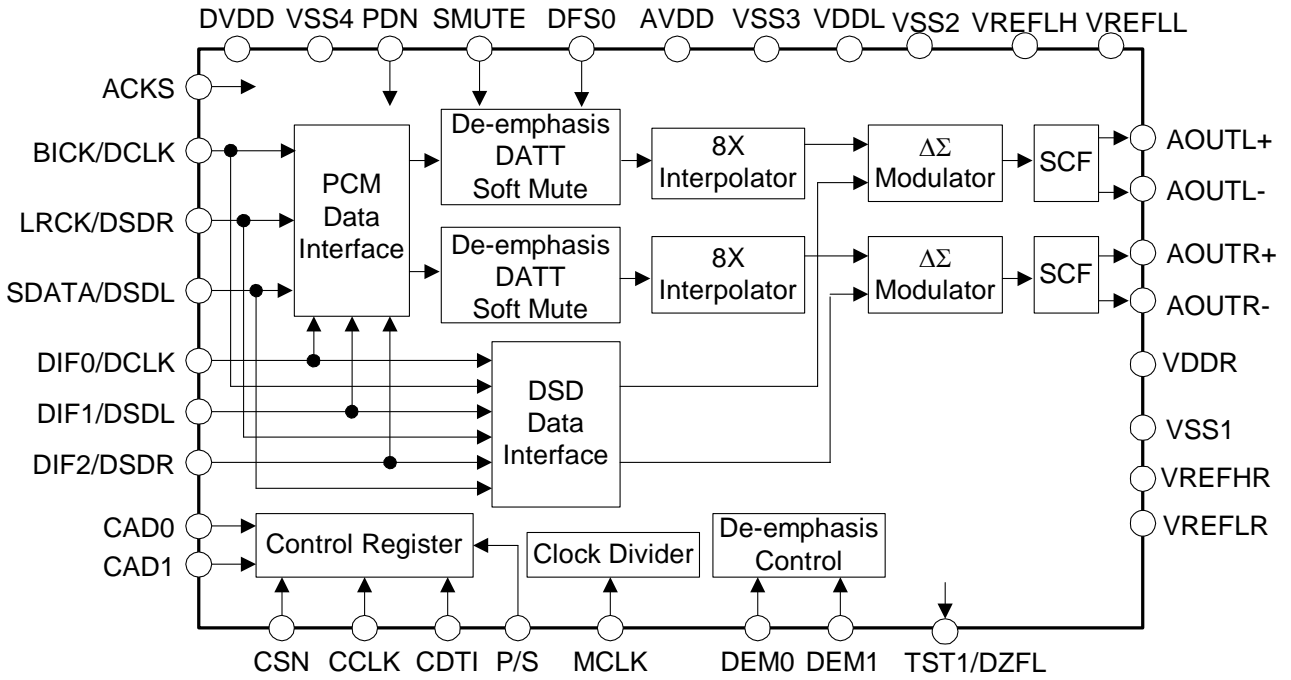 DVDD VSS4 PDN SMUTE DFS0 AVDD VSS3 VDDL VSS2 VREFLH VREFLL
ACKS
BICK/DCLK
LRCK/DSDR
SDATA/DSDL
DIF0/DCLK
DIF1/DSDL
DIF2/DSDR
CAD0
CAD1
PCM
Data
Interface
De-emphasis
DATT
Soft Mute
8X
Interpolator
ΔΣ
Modulator
SCF
De-emphasis
DATT
Soft Mute
8X
Interpolator
ΔΣ
Modulator
SCF
DSD
Data
Interface
AOUTL+
AOUTL-
AOUTR+
AOUTR-
VDDR
VSS1
VREFHR
VREFLR
Control Register
Clock Divider
De-emphasis
Control
CSN CCLK CDTI P/S MCLK DEM0 DEM1 TST1/DZFL